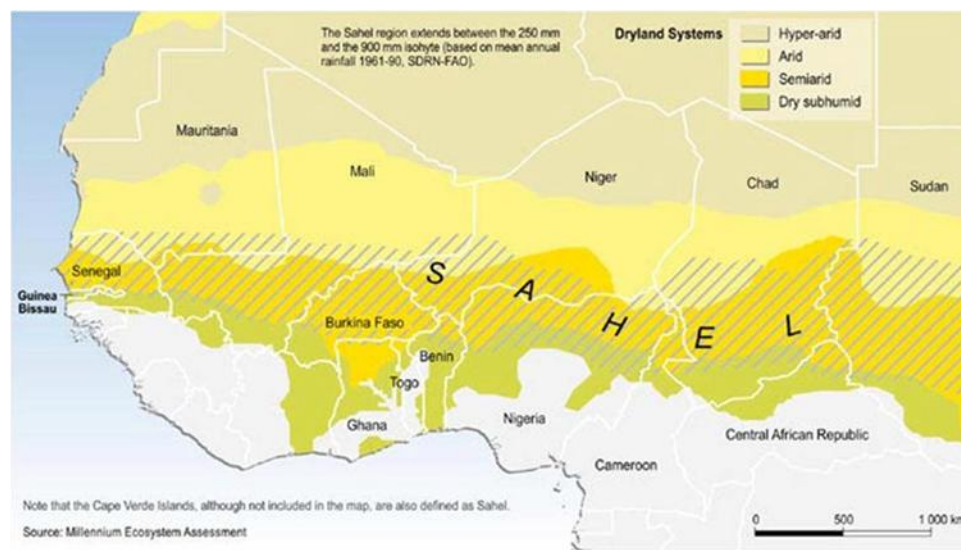 The Sahel region extends between the 250 mm
and the 900 mm isohyte (based on mean annual
rainfall 1961-90, SDRN-FAO).
Dryland Systems
Hyper-arid
Arid
Semiarid
Dry subhumid
Mauritania
Mali
Niger
Chad
Sudan
Senegal
Guinea
Bissau
S A H E L
Burkina Faso
Benin
Togo
Ghana
Nigeria
Cameroon
Central African Republic
Note that the Cape Verde Islands, although not included in the map, are also defined as Sahel.
Source: Millennium Ecosystem Assessment
0 500 1 000 km